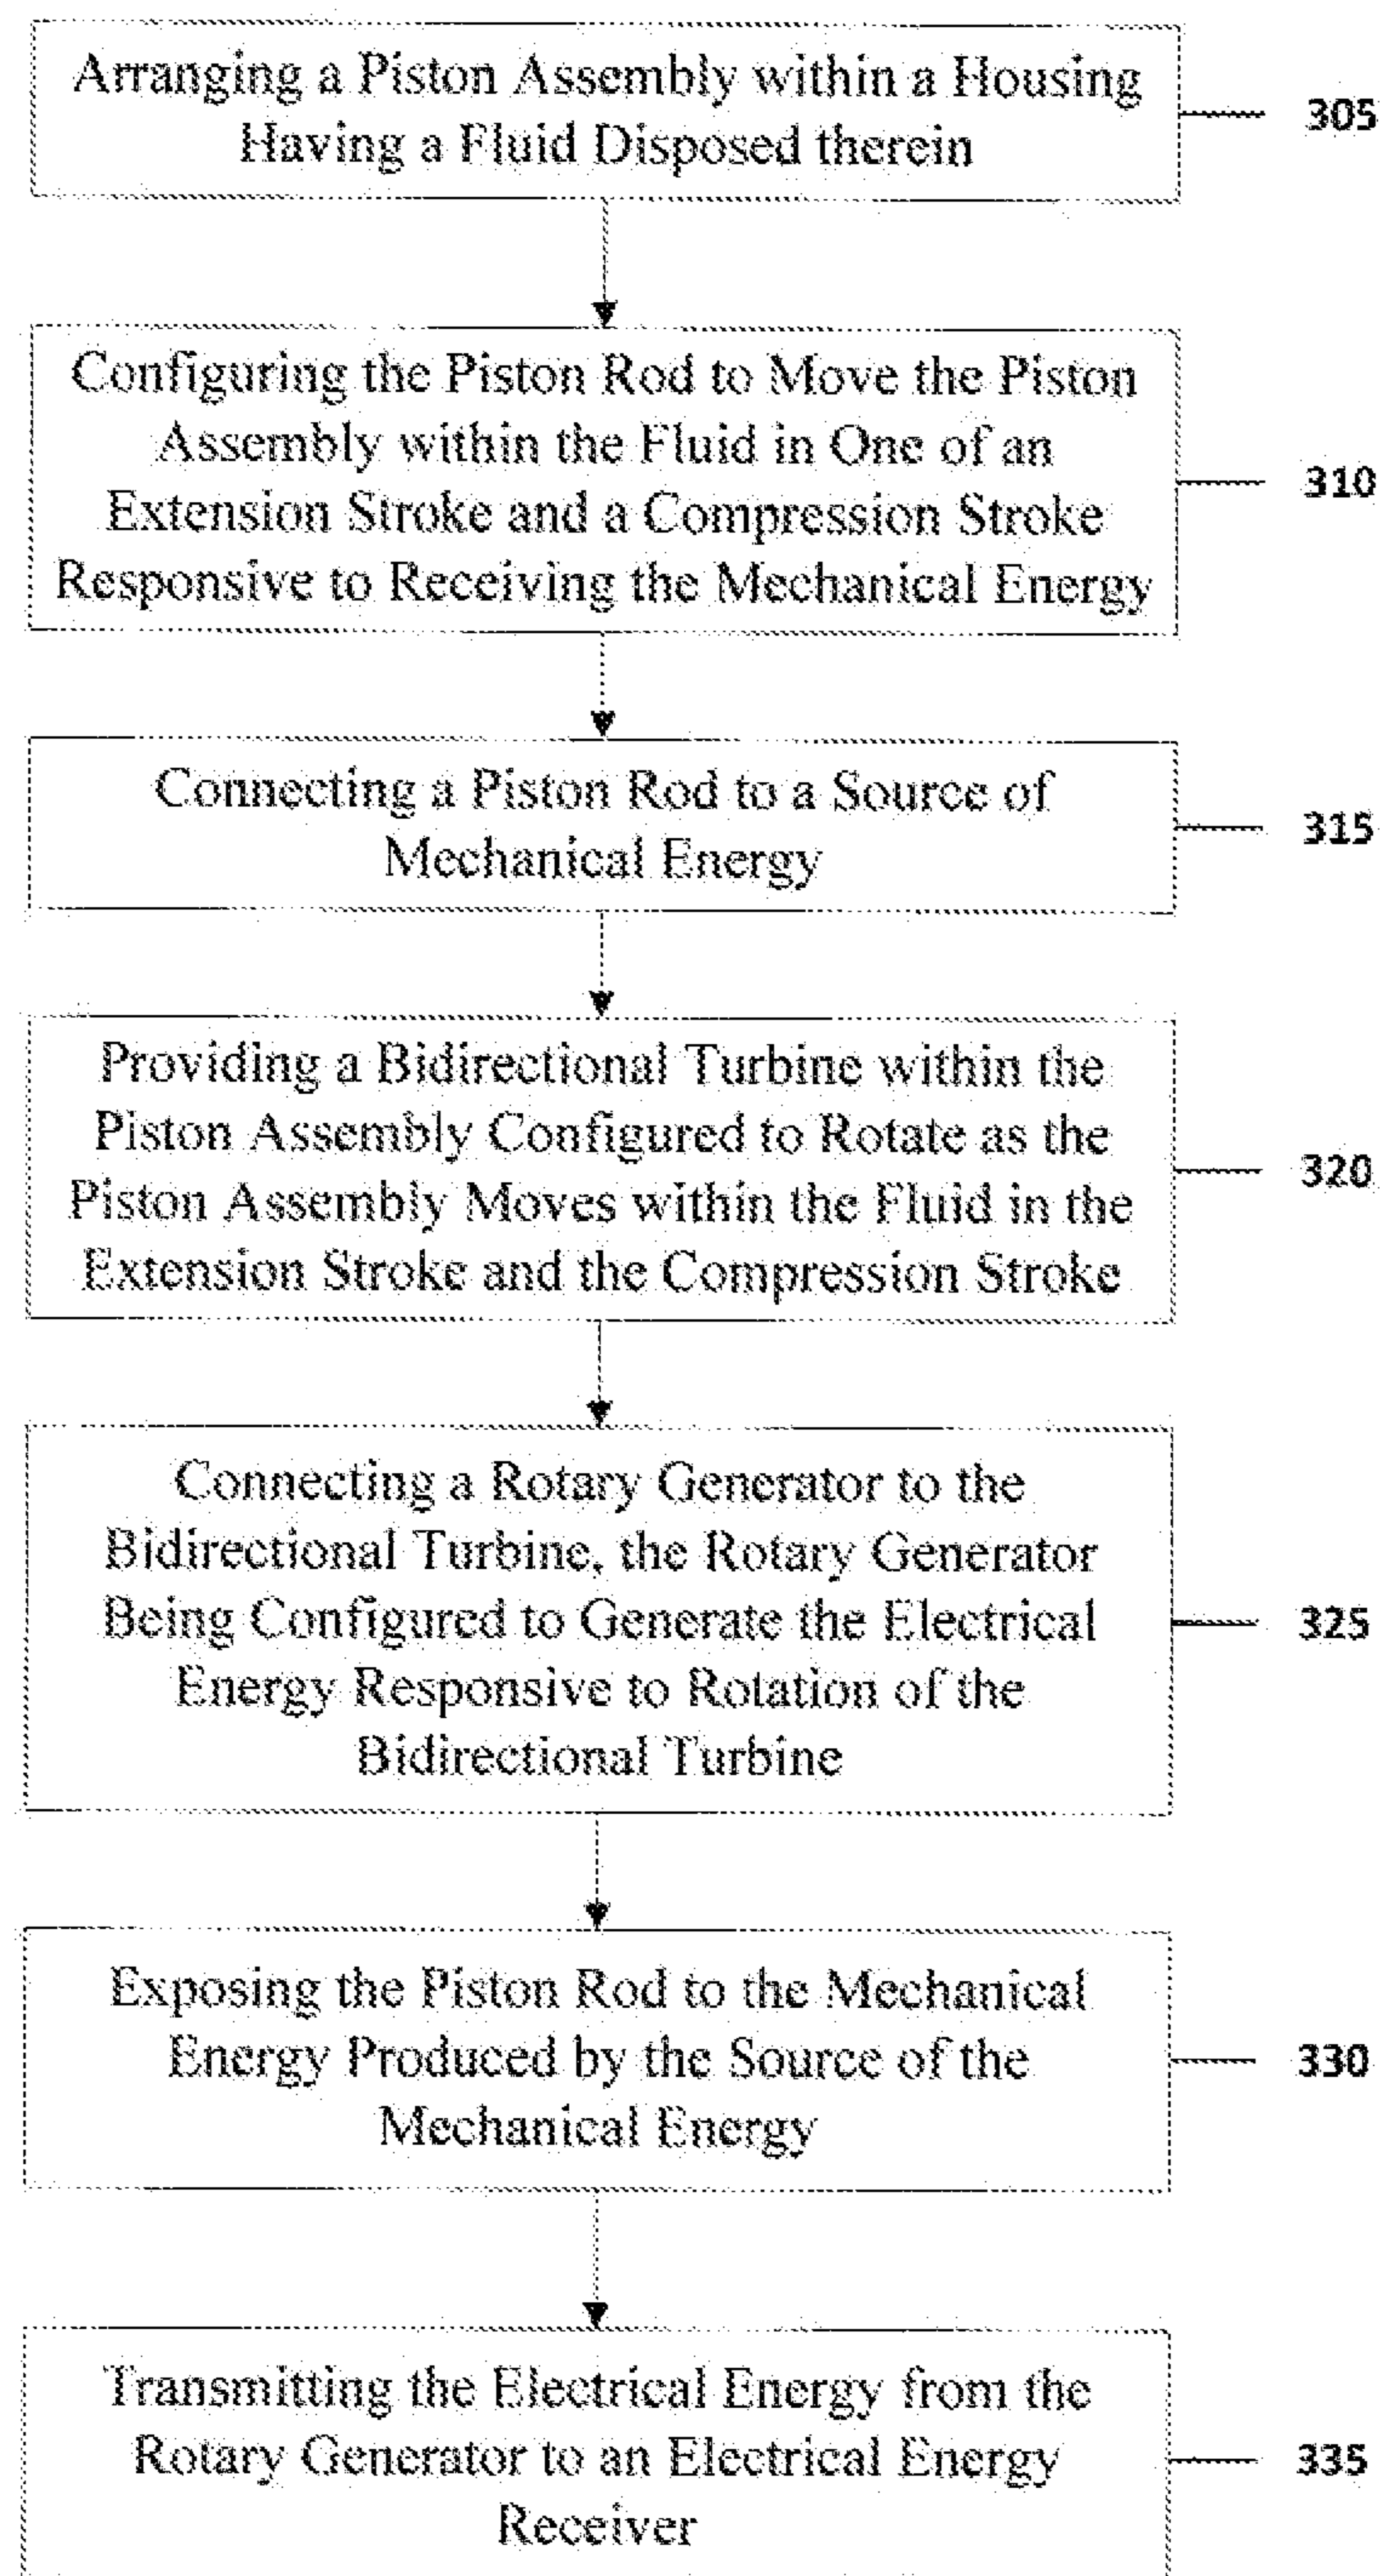 Arranging a Piston Assembly within a Housing
Having a Fluid Disposed therein
305
Configuring the Piston Rod to Move the Piston
Assembly within the Fluid in One of an
Extension Stroke and a Compression Stroke
Responsive to Receiving the Mechanical Energy
310
Connecting a Piston Rod to a Source of
Mechanical Energy
315
Providing a Bidirectional Turbine within the
Piston Assembly Configured to Rotate as the
Piston Assembly Moves within the Fluid in the
Extension Stroke and the Compression Stroke
320
Connecting a Rotary Generator to the
Bidirectional Turbine, the Rotary Generator
Being Configured to Generate the Electrical
Energy Responsive to Rotation of the
Bidirectional Turbine
325
Exposing the Piston Rod to the Mechanical
Energy Produced by the Source of the
Mechanical Energy
330
Transmitting the Electrical Energy from the
Rotary Generator to an Electrical Energy
Receiver
335